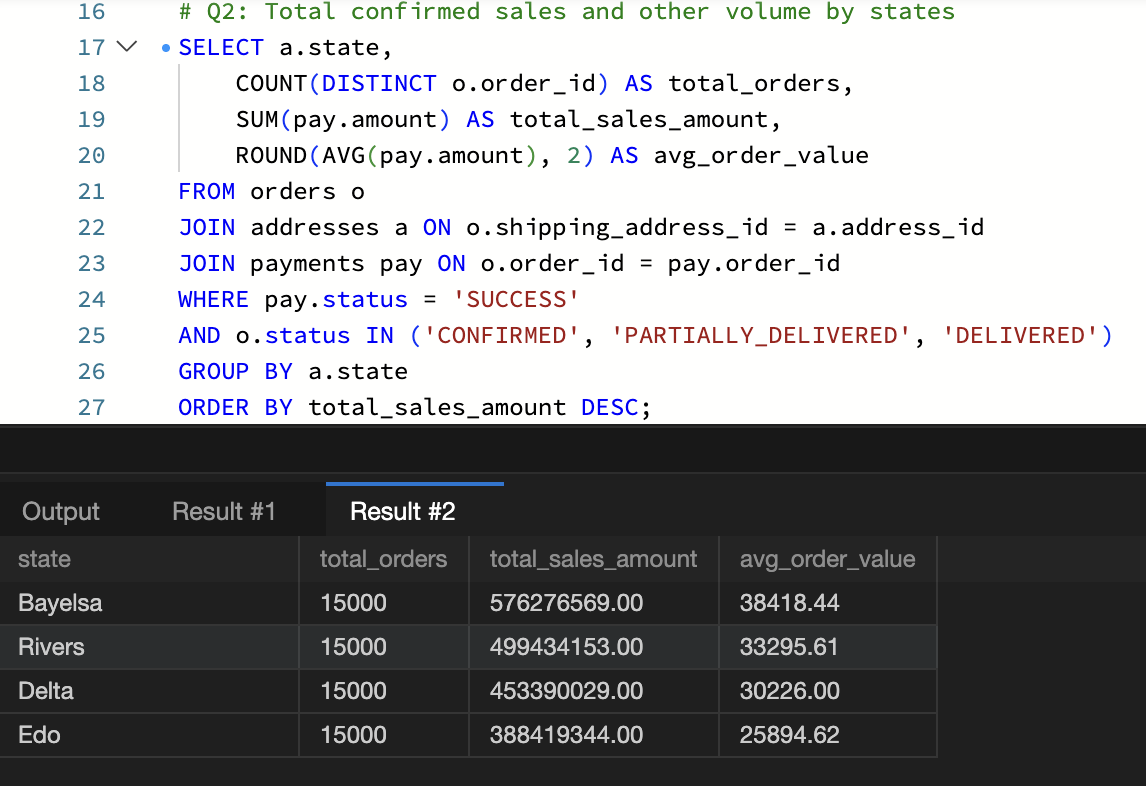 16 # Q2: Total confirmed sales and other volume by states
17 SELECT a.state,
18 COUNT(DISTINCT o.order_id) AS total_orders,
19 SUM(pay.amount) AS total_sales_amount,
20 ROUND(AVG(pay.amount), 2) AS avg_order_value
21 FROM orders o
22 JOIN addresses a ON o.shipping_address_id = a.address_id
23 JOIN payments pay ON o.order_id = pay.order_id
24 WHERE pay.status = 'SUCCESS'
25 AND o.status IN ('CONFIRMED', 'PARTIALLY_DELIVERED', 'DELIVERED')
26 GROUP BY a.state
27 ORDER BY total_sales_amount DESC;
Output Result #1 Result #2
state total_orders total_sales_amount avg_order_value
Bayelsa 15000 576276569.00 38418.44
Rivers 15000 499434153.00 33295.61
Delta 15000 453390029.00 30226.00
Edo 15000 388419344.00 25894.62